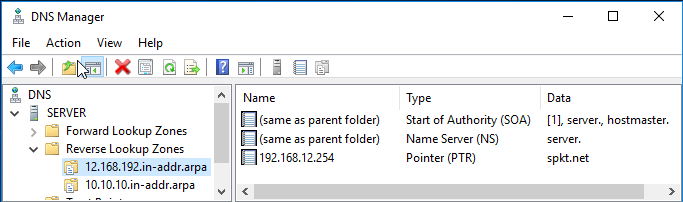 DNS Manager
File Action View Help
DNS
SERVER
Forward Lookup Zones
Reverse Lookup Zones
12.168.192.in-addr.arpa
10.10.10.in-addr.arpa
Name Type Data
(same as parent folder) Start of Authority (SOA) [1], server., hostmaster.
(same as parent folder) Name Server (NS) server.
192.168.12.254 Pointer (PTR) spkt.net